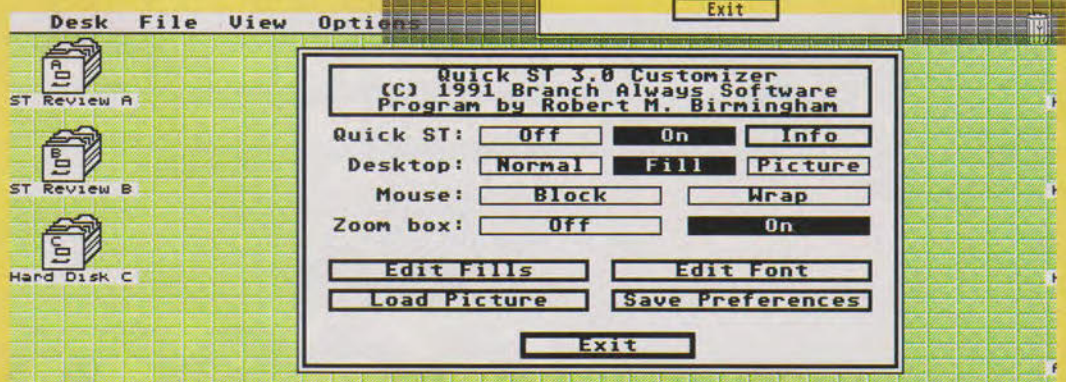 Exit
Desk File View Options
A
ST Review A
B
ST Review B
C
Hard Disk C
Quick ST 3.0 Customizer
(C) 1991 Branch Always Software
Program by Robert M. Birmingham
Quick ST: Off On Info
Desktop: Normal Fill Picture
Mouse: Block Wrap
Zoom box: Off On
Edit Fills Edit Font
Load Picture Save Preferences
Exit